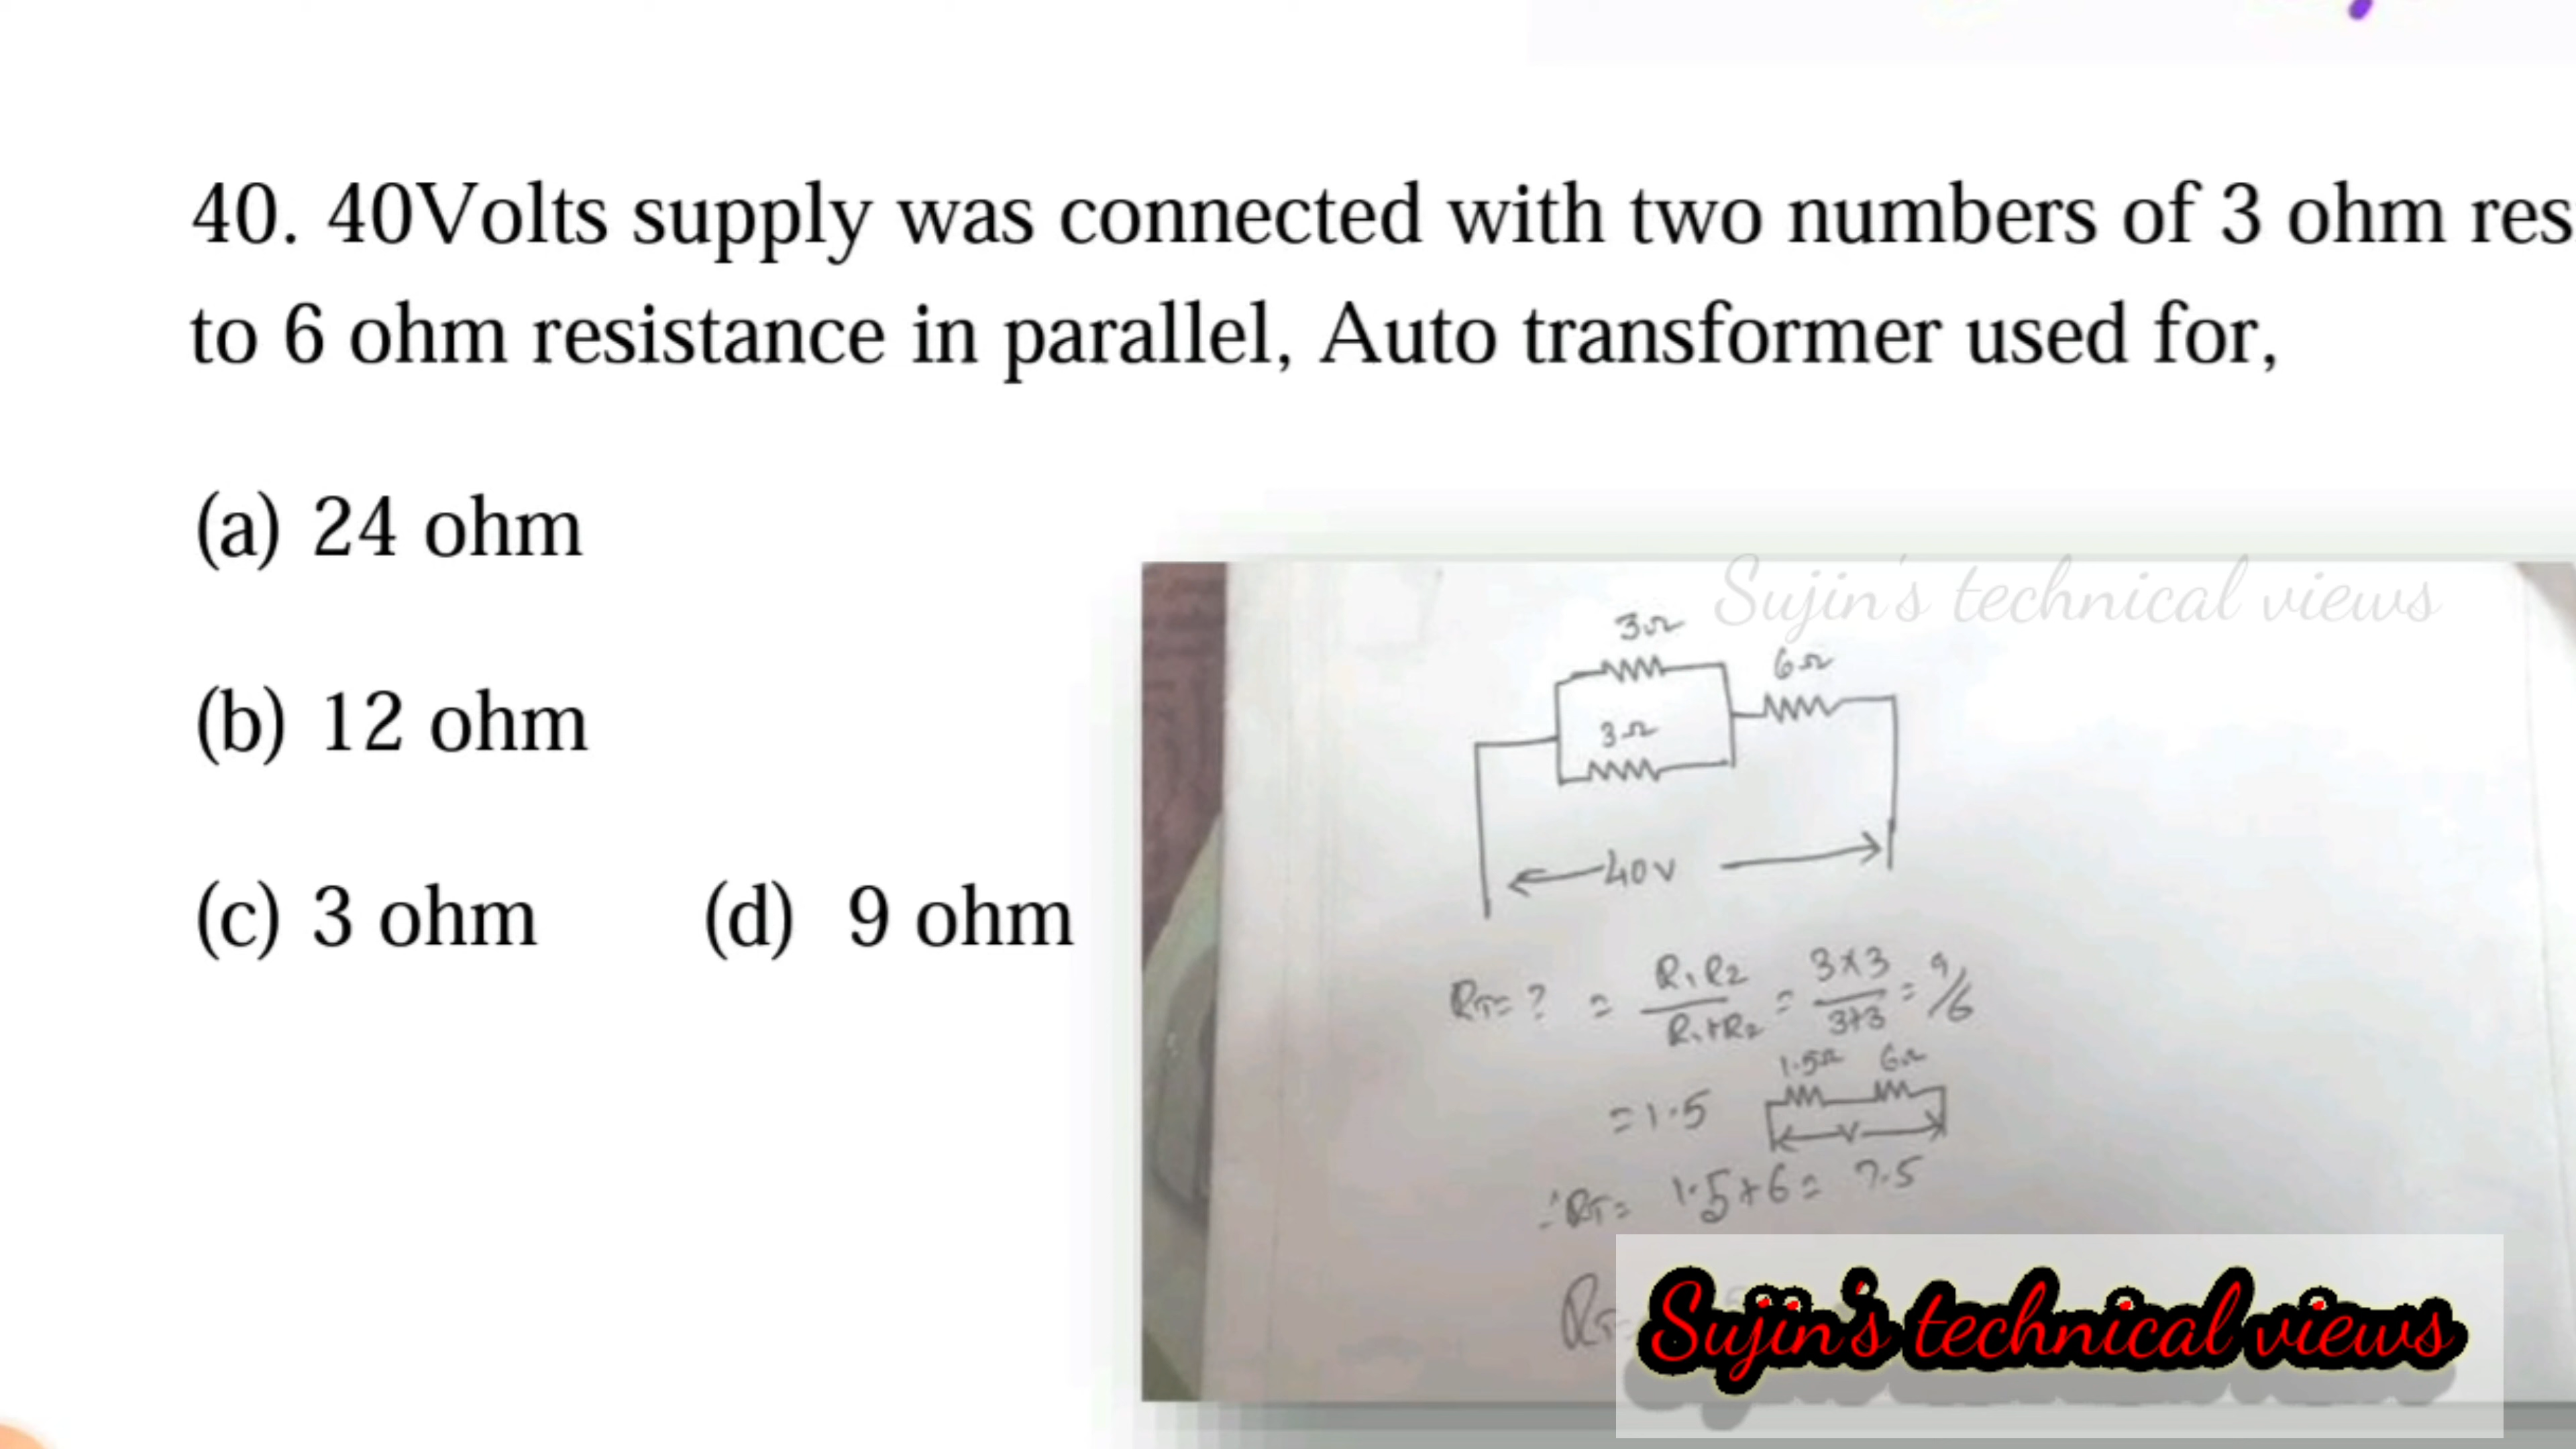 40. 40Volts supply was connected with two numbers of 3 ohm res
to 6 ohm resistance in parallel, Auto transformer used for,
(a) 24 ohm
(b) 12 ohm
(c) 3 ohm (d) 9 ohm
Sujin's technical views
3Ω
6Ω
3Ω
40V
RT= ? = R1R2 / R1+R2 = 3x3 / 3+3 = 9/6
1.5Ω 6Ω
=1.5
V
∴RT= 1.5+6= 7.5
RT=
Sujin's technical views